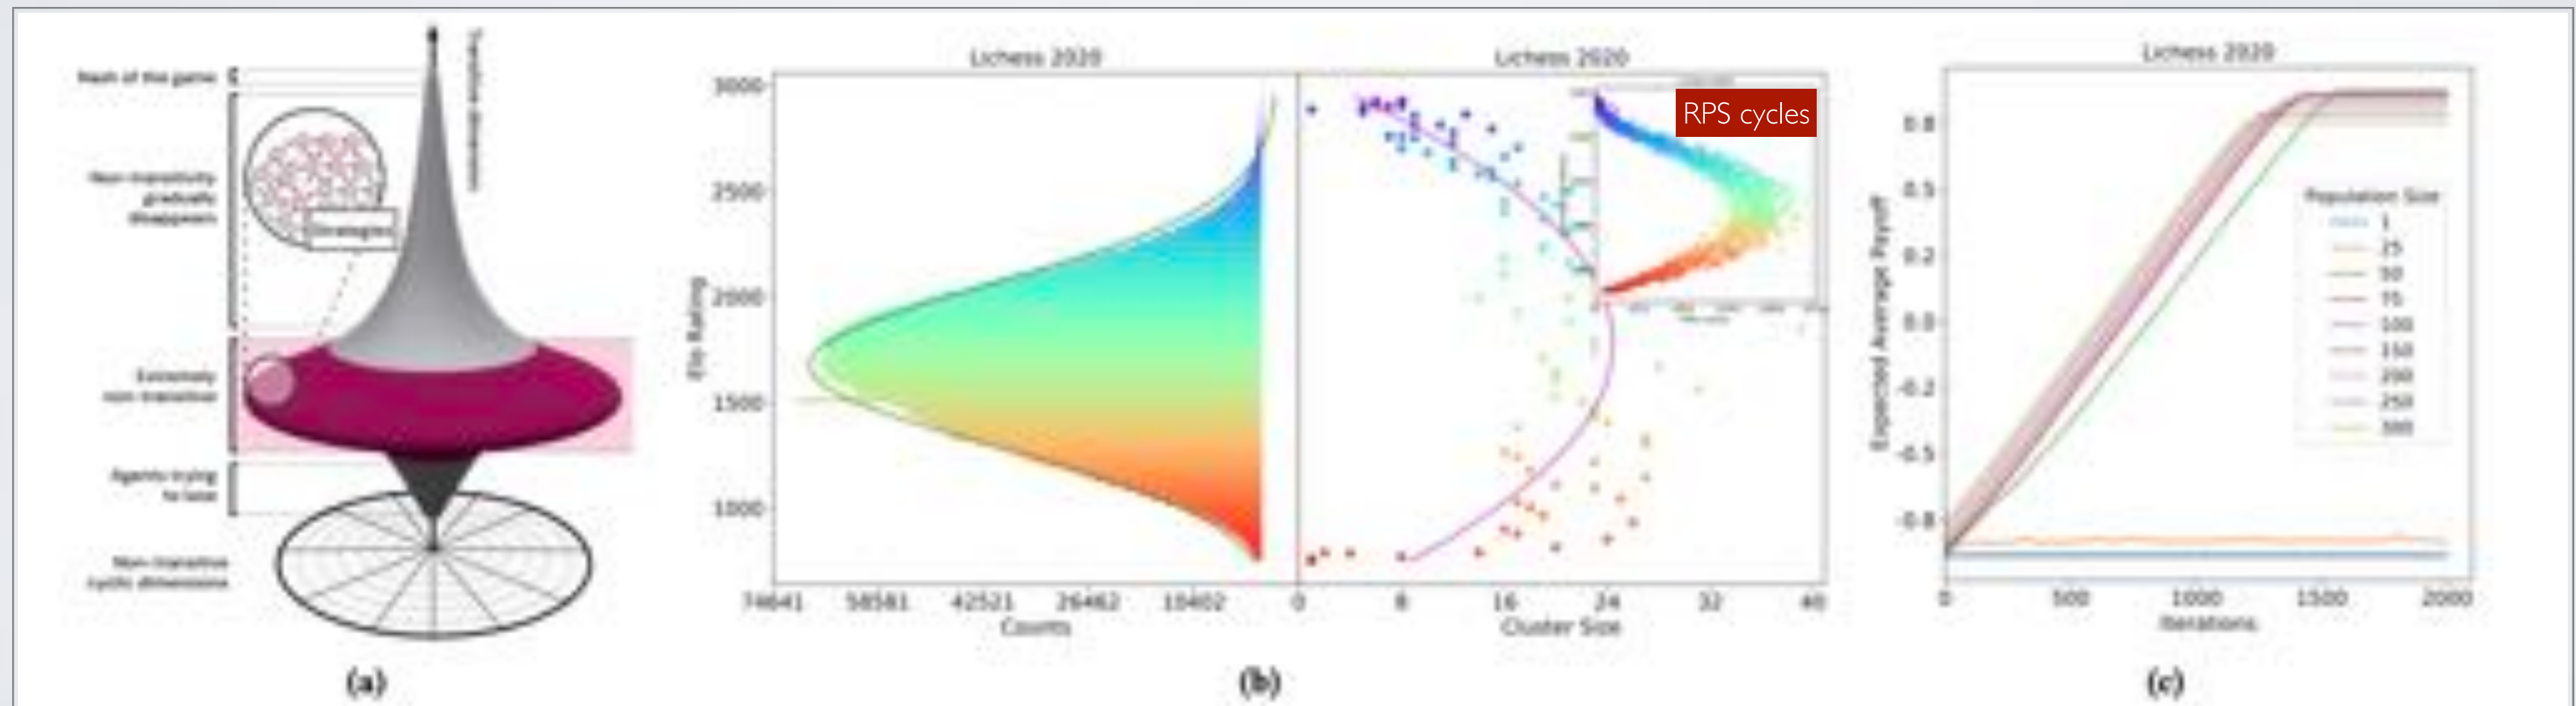 Nash of the game
Non-transitivity
gradually
disappears
Extremely
non-transitive
Agents trying
to lose
Non-transitive
cyclic dimensions
Strategies
Transitive dimension
(a)
Lichess 2020
3000
2500
2000
1500
1000
Elo Rating
74641
58581
42521
26462
10402
Counts
Lichess 2020
RPS cycles
0
8
16
24
32
40
Cluster Size
(b)
Lichess 2020
Expected Average Payoff
0.8
0.5
0.2
0.0
-0.2
-0.5
-0.8
Population Size
1
25
50
75
100
150
200
250
300
0
500
1000
1500
2000
Iterations
(c)